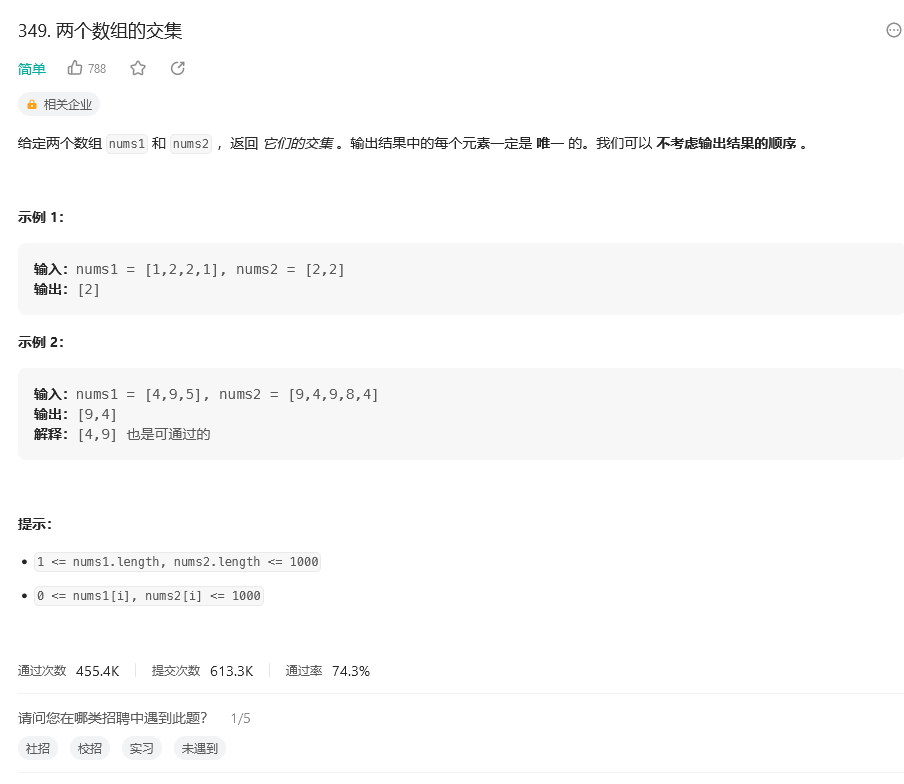 349. 两个数组的交集
简单 788
相关企业
给定两个数组 nums1 和 nums2 ，返回 它们的交集 。输出结果中的每个元素一定是 唯一 的。我们可以 不考虑输出结果的顺序 。
示例 1：
输入：nums1 = [1,2,2,1], nums2 = [2,2]
输出：[2]
示例 2：
输入：nums1 = [4,9,5], nums2 = [9,4,9,8,4]
输出：[9,4]
解释：[4,9] 也是可通过的
提示：
1 <= nums1.length, nums2.length <= 1000
0 <= nums1[i], nums2[i] <= 1000
通过次数 455.4K 提交次数 613.3K 通过率 74.3%
请问您在哪类招聘中遇到此题？ 1/5
社招 校招 实习 未遇到